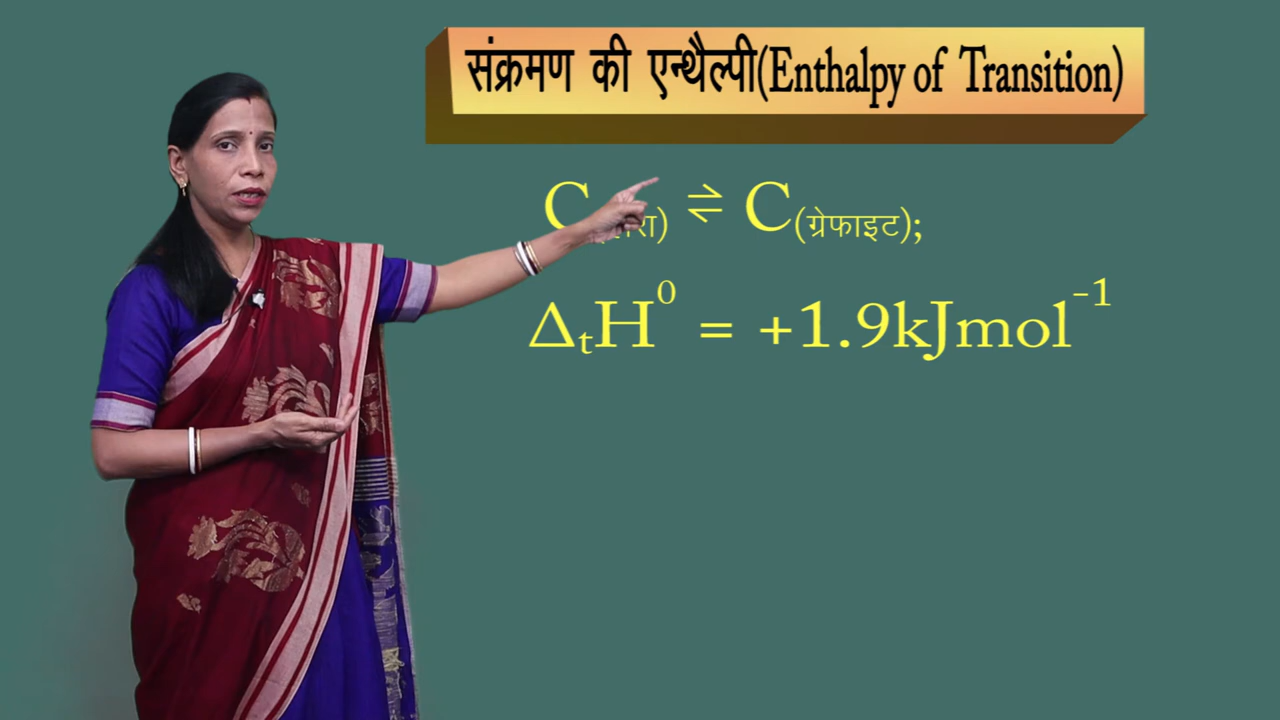 संक्रमण की एन्थैल्पी(Enthalpy of Transition)
C ⇌ C(ग्रेफाइट);
ΔtH⁰ = +1.9kJmol⁻¹